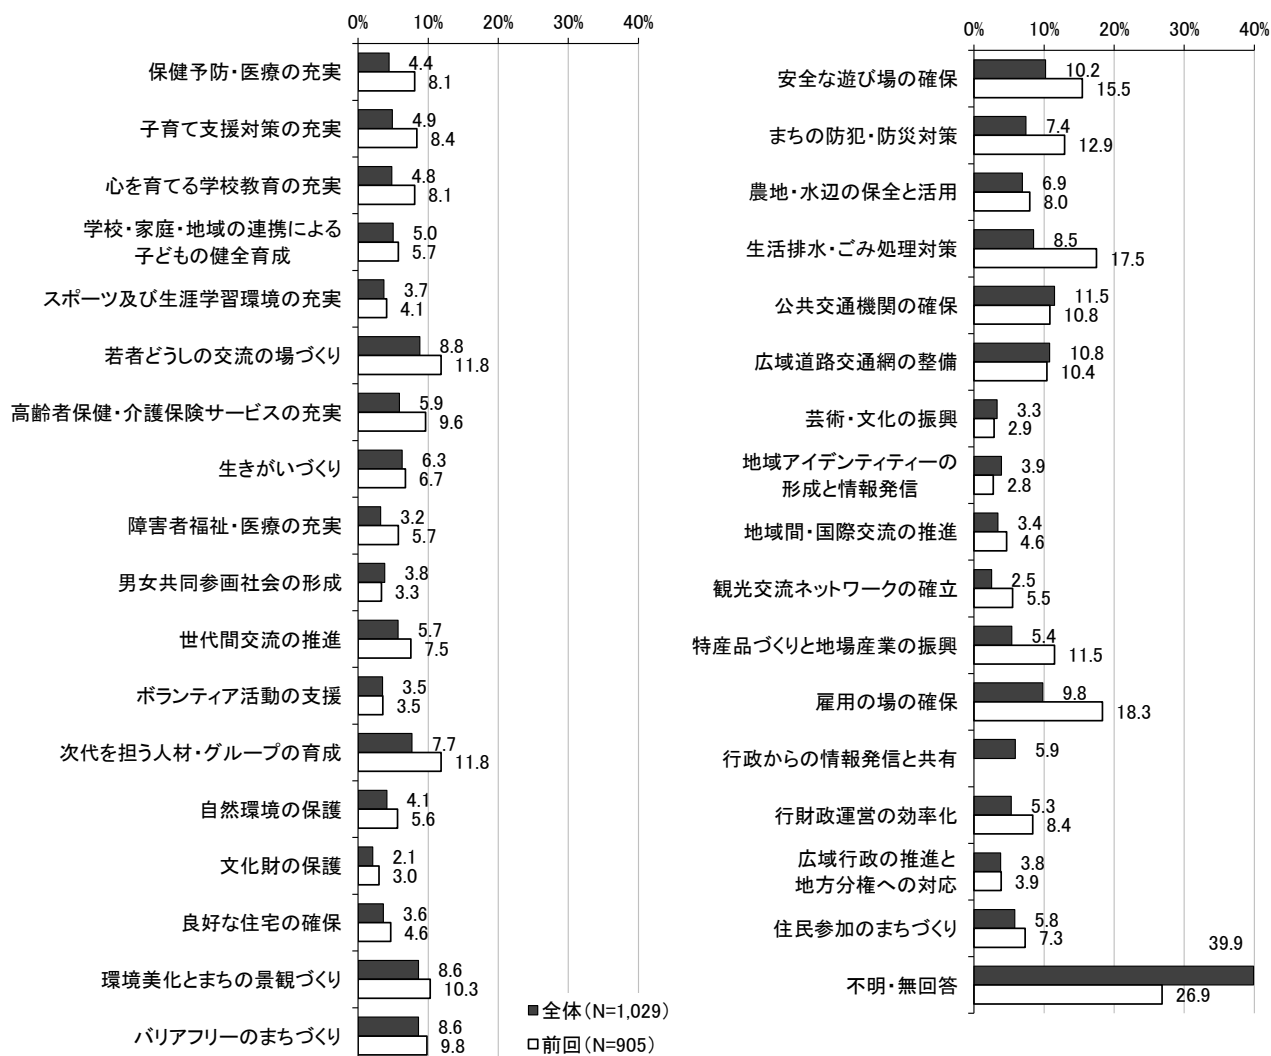 0%
10%
20%
30%
40%
保健予防・医療の充実
4.4
8.1
子育て支援対策の充実
4.9
8.4
心を育てる学校教育の充実
4.8
8.1
学校・家庭・地域の連携による
子どもの健全育成
5.0
5.7
スポーツ及び生涯学習環境の充実
3.7
4.1
若者どうしの交流の場づくり
8.8
11.8
高齢者保健・介護保険サービスの充実
5.9
9.6
生きがいづくり
6.3
6.7
障害者福祉・医療の充実
3.2
5.7
男女共同参画社会の形成
3.8
3.3
世代間交流の推進
5.7
7.5
ボランティア活動の支援
3.5
3.5
次代を担う人材・グループの育成
7.7
11.8
自然環境の保護
4.1
5.6
文化財の保護
2.1
3.0
良好な住宅の確保
3.6
4.6
環境美化とまちの景観づくり
8.6
10.3
バリアフリーのまちづくり
8.6
9.8
全体(N=1,029)
前回(N=905)
0%
10%
20%
30%
40%
安全な遊び場の確保
10.2
15.5
まちの防犯・防災対策
7.4
12.9
農地・水辺の保全と活用
6.9
8.0
生活排水・ごみ処理対策
8.5
17.5
公共交通機関の確保
11.5
10.8
広域道路交通網の整備
10.8
10.4
芸術・文化の振興
3.3
2.9
地域アイデンティティーの
形成と情報発信
3.9
2.8
地域間・国際交流の推進
3.4
4.6
観光交流ネットワークの確立
2.5
5.5
特産品づくりと地場産業の振興
5.4
11.5
雇用の場の確保
9.8
18.3
行政からの情報発信と共有
5.9
行財政運営の効率化
5.3
8.4
広域行政の推進と
地方分権への対応
3.8
3.9
住民参加のまちづくり
5.8
7.3
不明・無回答
39.9
26.9